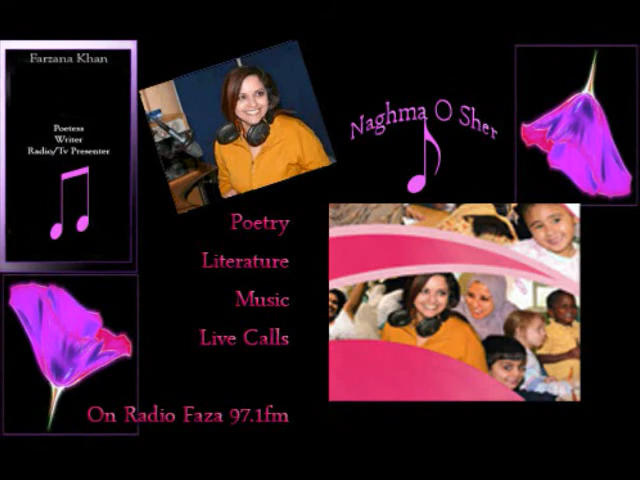 Farzana Khan
Poetess
Writer
Radio/Tv Presenter
Naghma O Sher
Poetry
Literature
Music
Live Calls
On Radio Faza 97.1fm